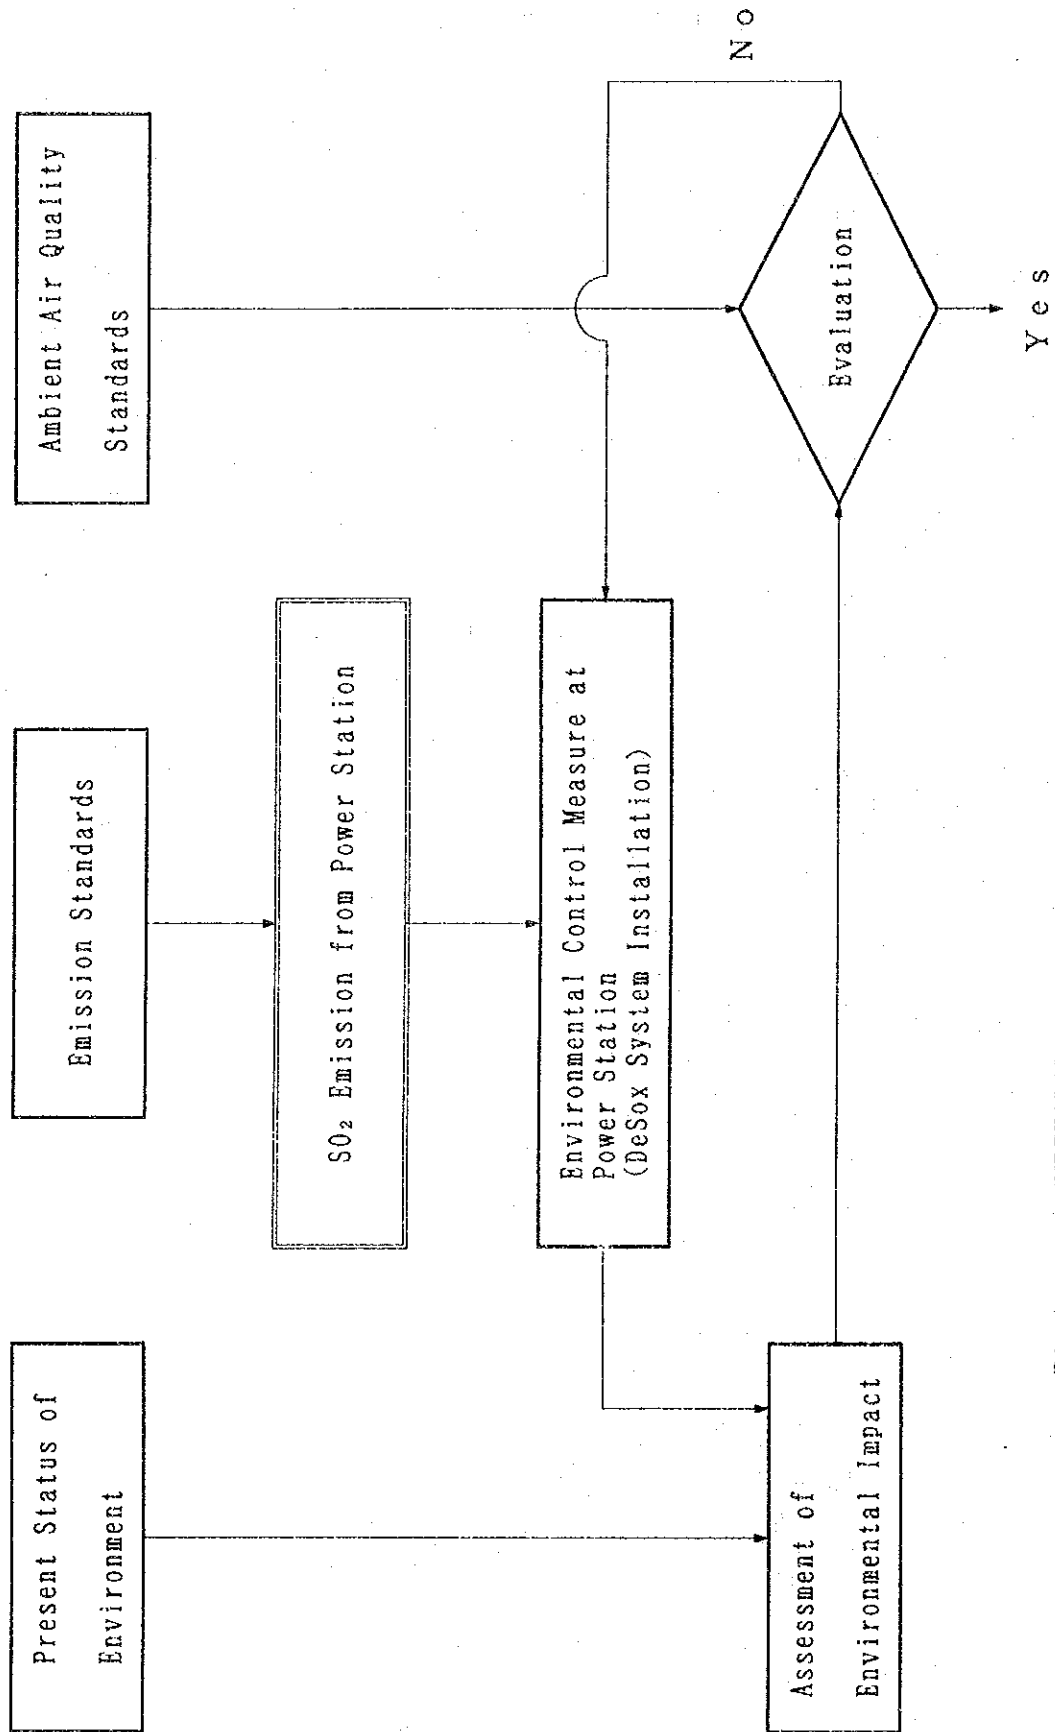 Present Status of
Environment
Emission Standards
Ambient Air Quality
Standards
SO₂ Emission from Power Station
Environmental Control Measure at
Power Station
(DeSox System Installation)
Assessment of
Environmental Impact
Evaluation
No
Yes